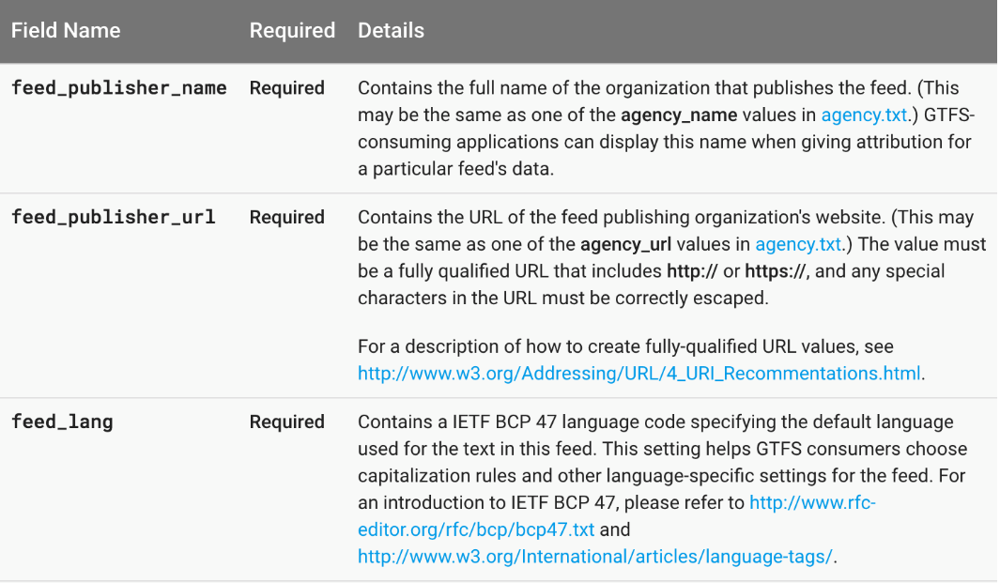 Field Name Required Details
feed_publisher_name Required Contains the full name of the organization that publishes the feed. (This
may be the same as one of the agency_name values in agency.txt.) GTFS-
consuming applications can display this name when giving attribution for
a particular feed's data.
feed_publisher_url Required Contains the URL of the feed publishing organization's website. (This may
be the same as one of the agency_url values in agency.txt.) The value must
be a fully qualified URL that includes http:// or https://, and any special
characters in the URL must be correctly escaped.
For a description of how to create fully-qualified URL values, see
http://www.w3.org/Addressing/URL/4_URI_Recommentations.html.
feed_lang Required Contains a IETF BCP 47 language code specifying the default language
used for the text in this feed. This setting helps GTFS consumers choose
capitalization rules and other language-specific settings for the feed. For
an introduction to IETF BCP 47, please refer to http://www.rfc-
editor.org/rfc/bcp/bcp47.txt and
http://www.w3.org/International/articles/language-tags/.